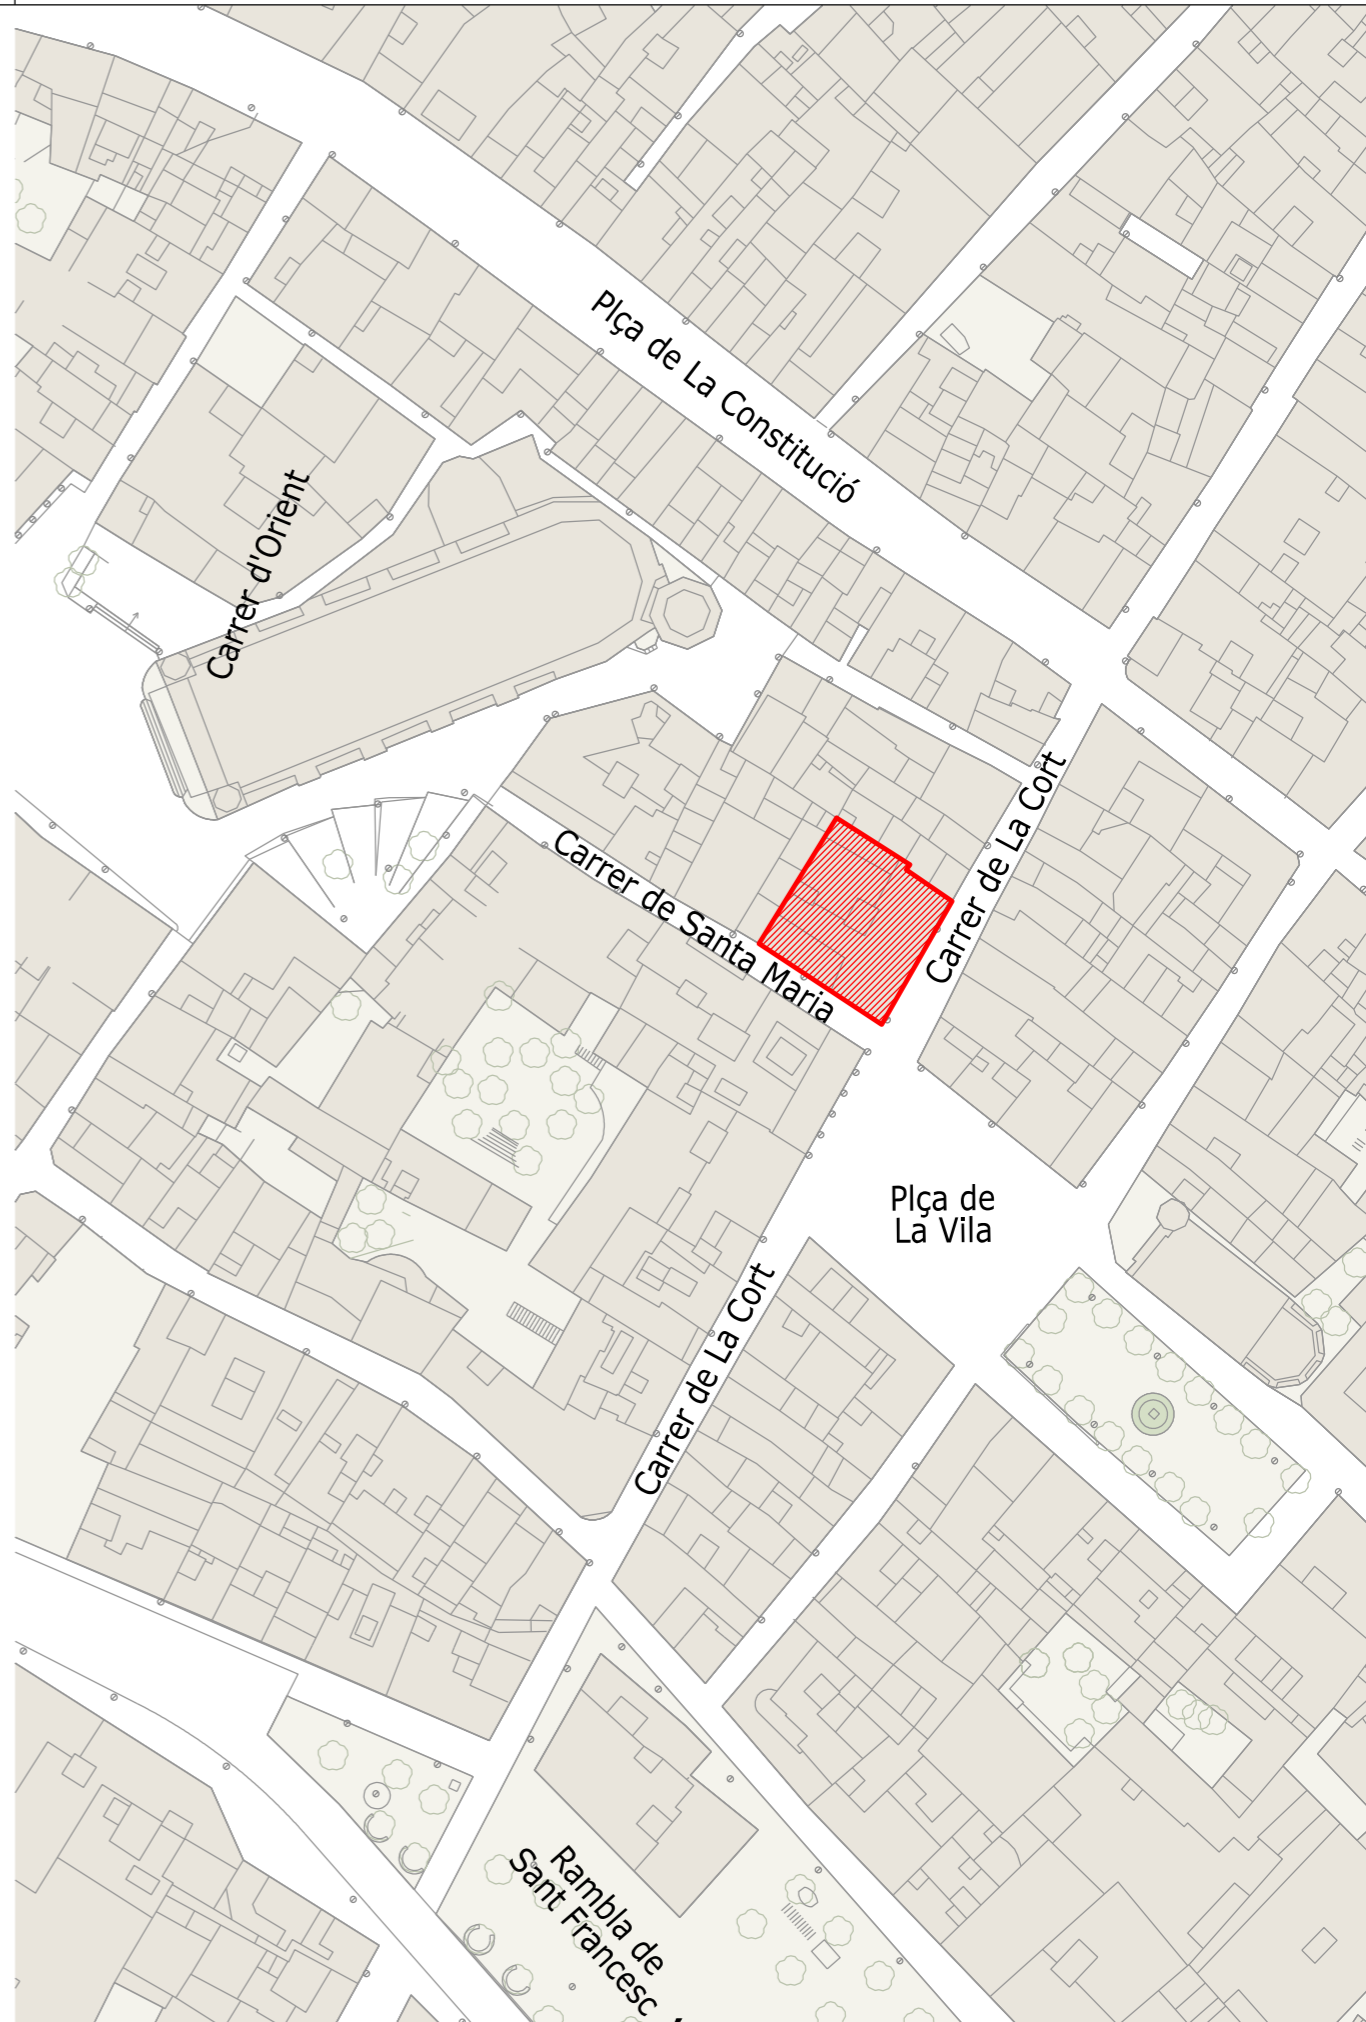 Plça de La Constitució
Carrer d'Orient
Carrer de La Cort
Carrer de Santa Maria
Plça de
La Vila
Carrer de La Cort
Rambla de
Sant Francesc